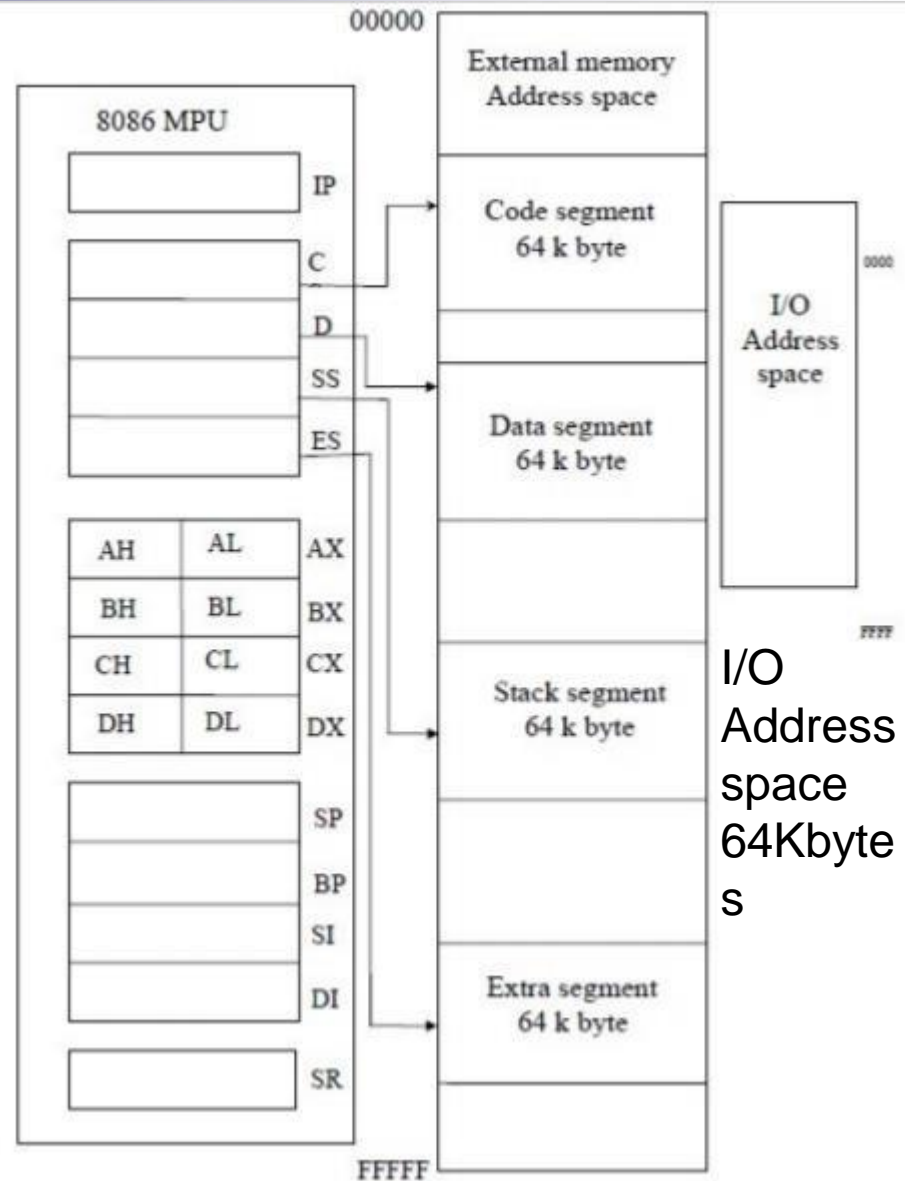 00000
External memory
Address space
8086 MPU
IP
C
D
SS
ES
AH AL AX
BH BL BX
CH CL CX
DH DL DX
SP
BP
SI
DI
SR
Code segment
64 k byte
Data segment
64 k byte
Stack segment
64 k byte
Extra segment
64 k byte
FFFFF
0000
I/O
Address
space
FFFF
I/O
Address
space
64Kbyte
s